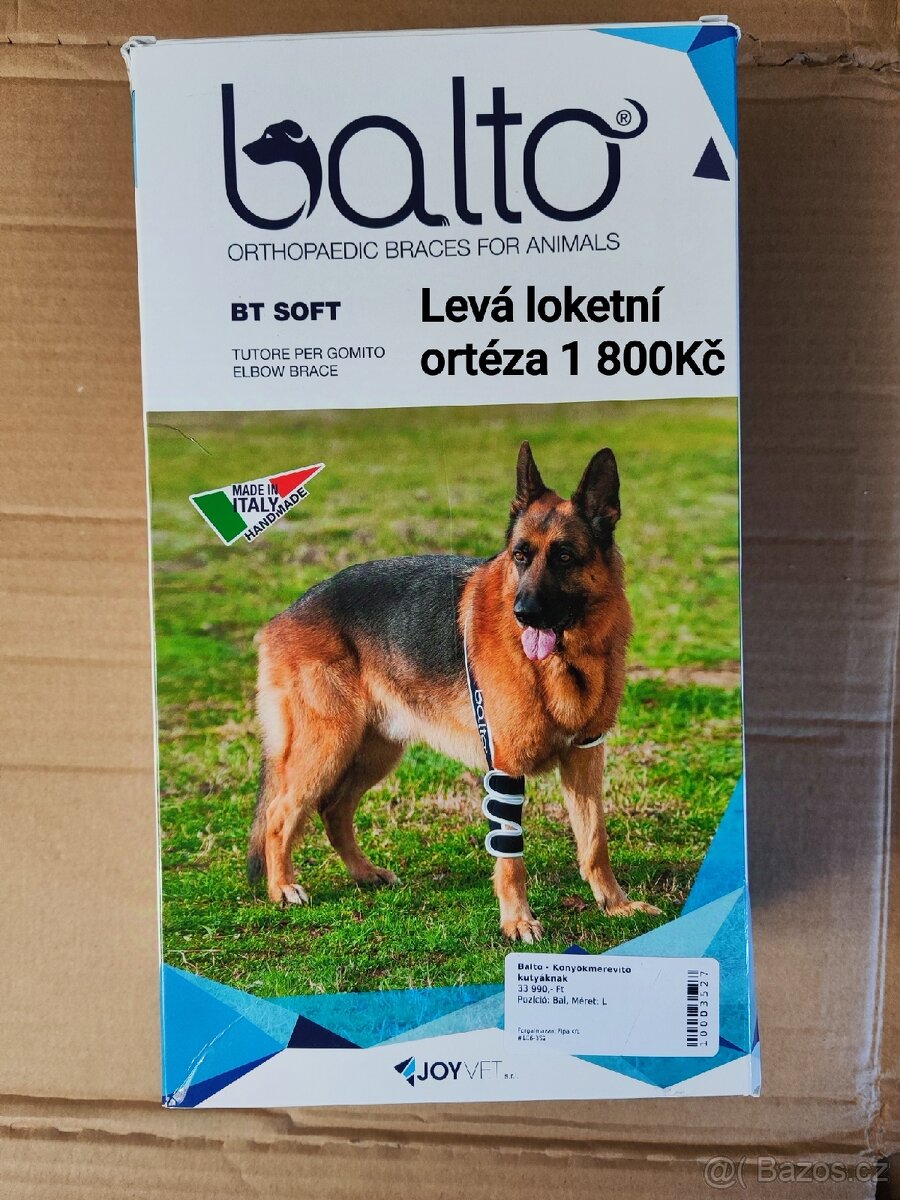 balto®
ORTHOPAEDIC BRACES FOR ANIMALS
BT SOFT
TUTORE PER GOMITO
ELBOW BRACE
Levá loketní
ortéza 1 800Kč
MADE IN
ITALY
HANDMADE
balto
Balto - Könyökmerevítő
kutyáknak
33 990,- Ft
Pozíció: Bal, Méret: L
10003527
JOYVET s.r.l.
@( Bazos.cz